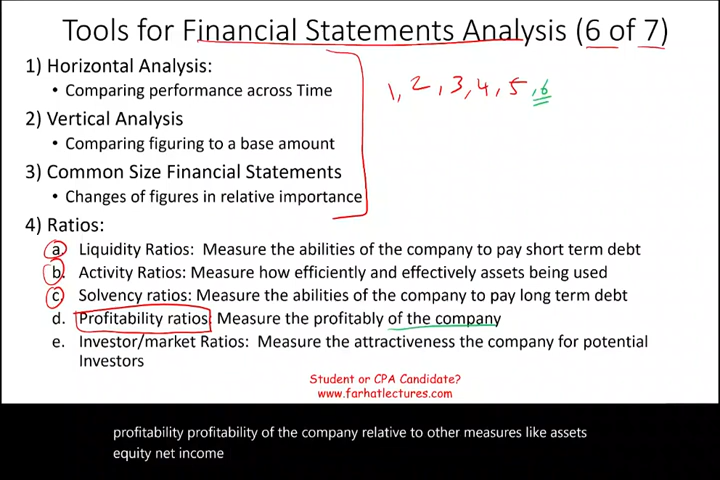 Tools for Financial Statements Analysis (6 of 7)
1) Horizontal Analysis:
• Comparing performance across Time
1, 2, 3, 4, 5, 6
2) Vertical Analysis
• Comparing figuring to a base amount
3) Common Size Financial Statements
• Changes of figures in relative importance
4) Ratios:
a. Liquidity Ratios: Measure the abilities of the company to pay short term debt
b. Activity Ratios: Measure how efficiently and effectively assets being used
c. Solvency ratios: Measure the abilities of the company to pay long term debt
d. Profitability ratios: Measure the profitably of the company
e. Investor/market Ratios: Measure the attractiveness the company for potential
Investors
Student or CPA Candidate?
www.farhatlectures.com
profitability profitability of the company relative to other measures like assets
equity net income